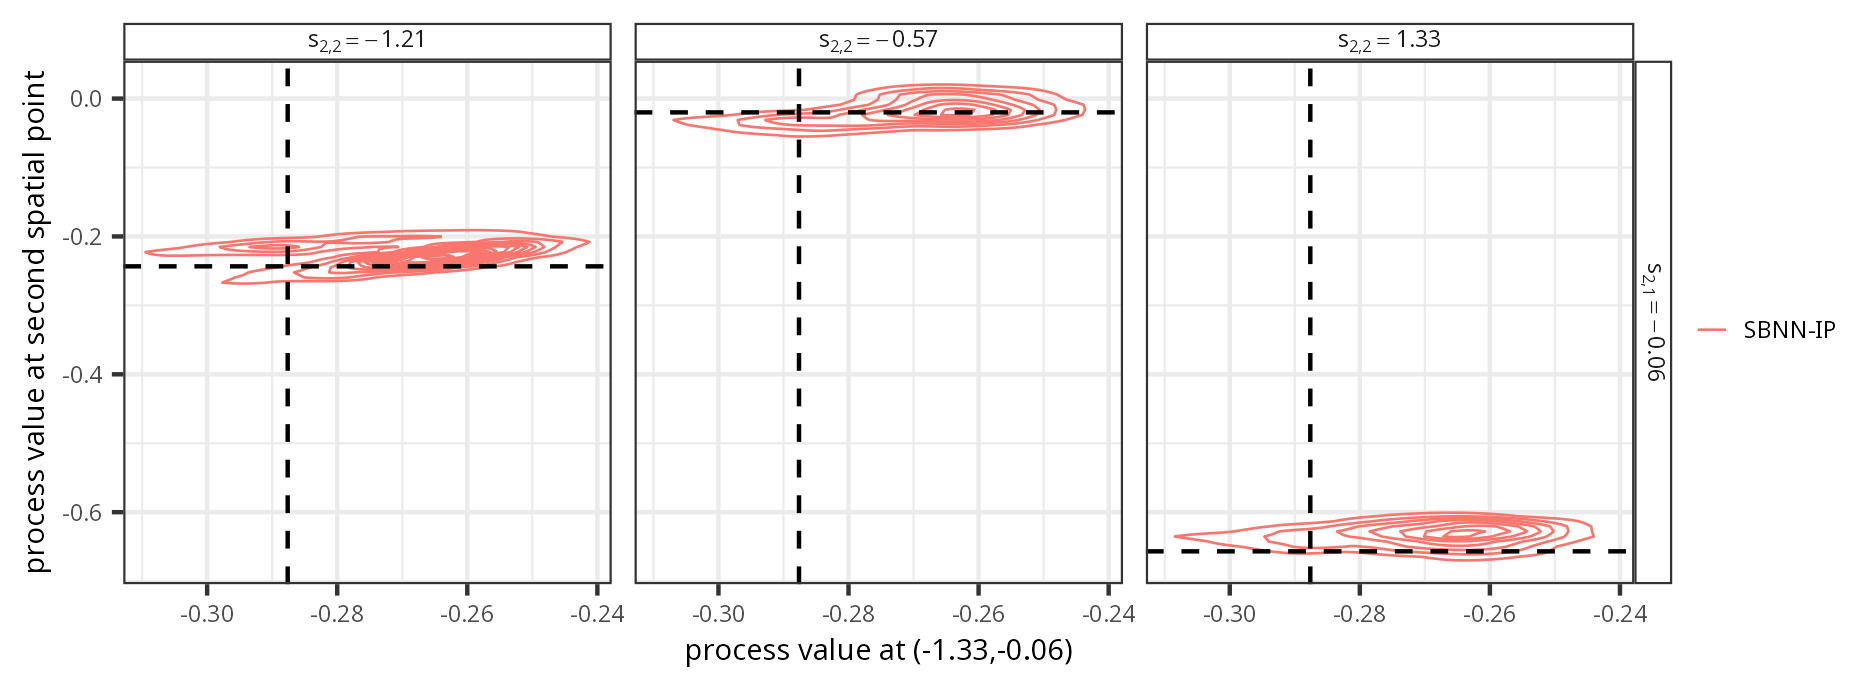 s2,2 = −1.21
s2,2 = −0.57
s2,2 = 1.33
process value at second spatial point
0.0
-0.2
-0.4
-0.6
s2,1 = −0.06
SBNN-IP
-0.30 -0.28 -0.26 -0.24
-0.30 -0.28 -0.26 -0.24
-0.30 -0.28 -0.26 -0.24
process value at (-1.33,-0.06)